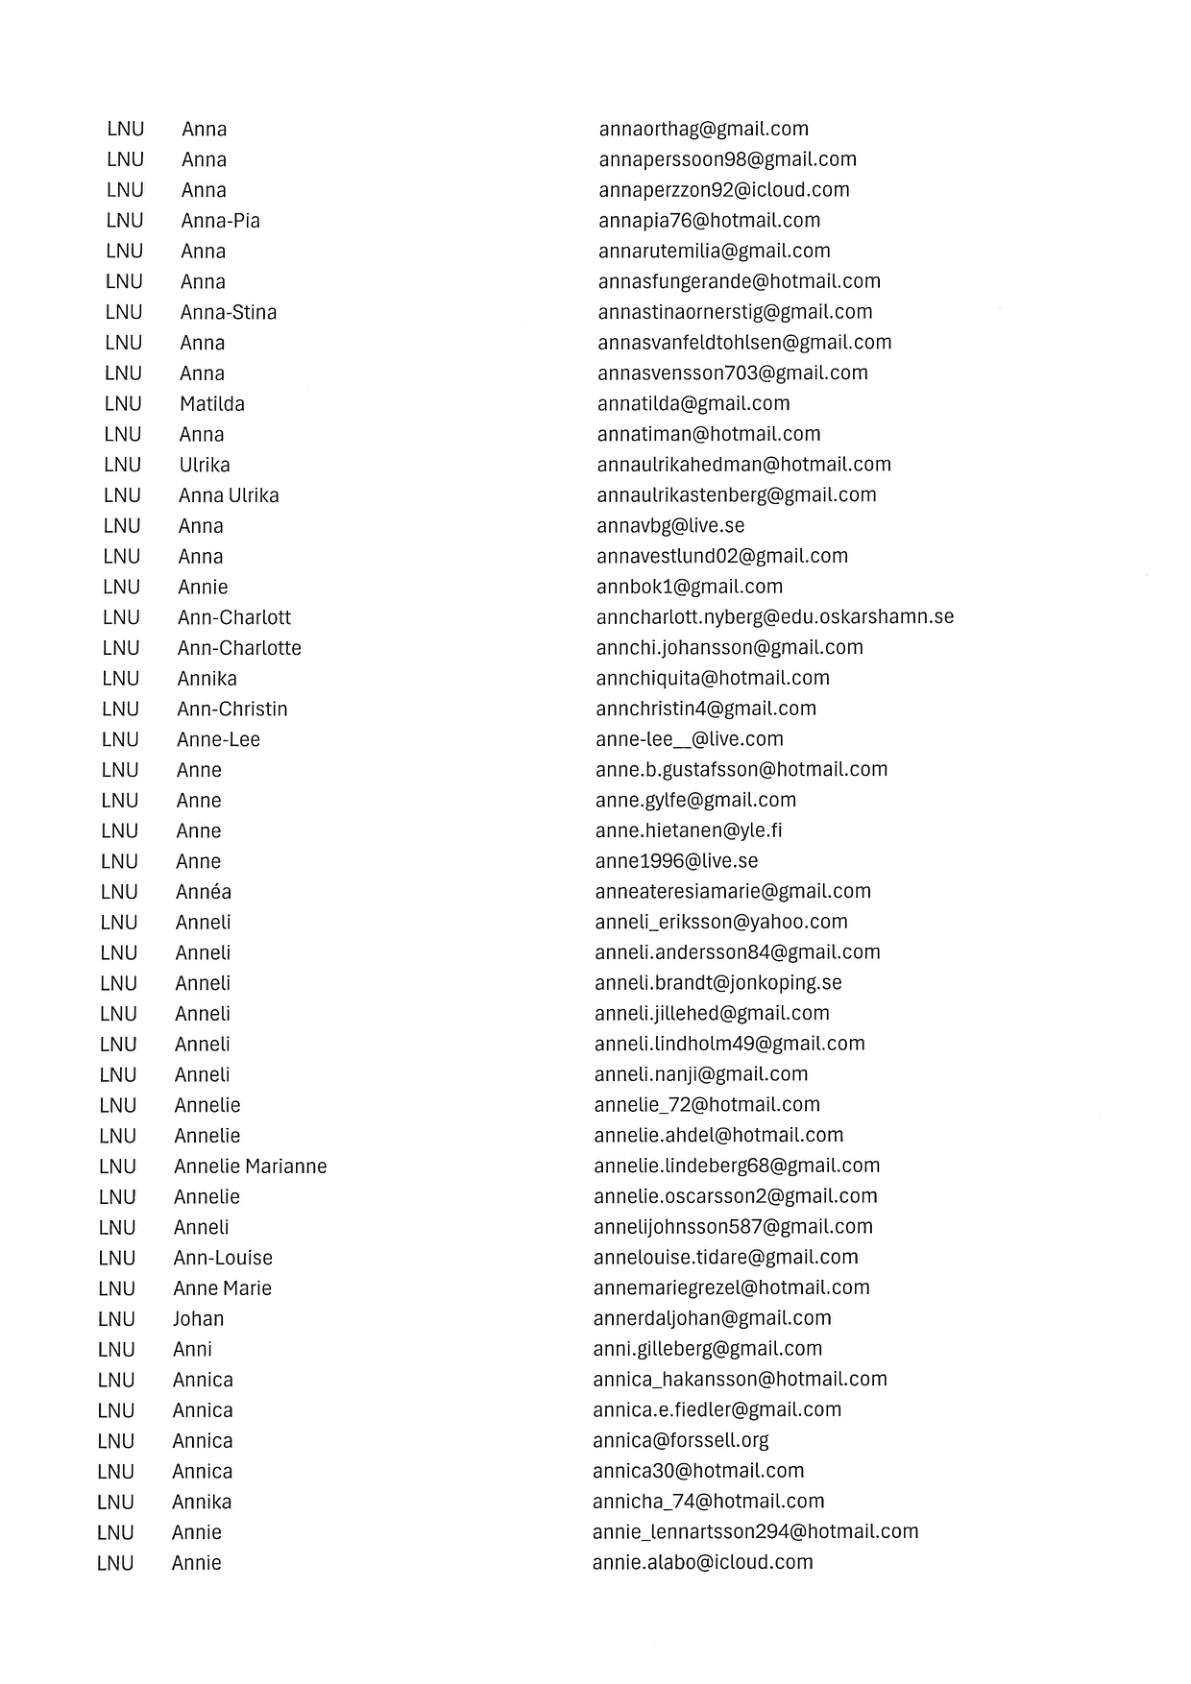 LNU Anna annaorthag@gmail.com
LNU Anna annaperssoon98@gmail.com
LNU Anna annaperzzon92@icloud.com
LNU Anna-Pia annapia76@hotmail.com
LNU Anna annarutemilia@gmail.com
LNU Anna annasfungerande@hotmail.com
LNU Anna-Stina annastinaornerstig@gmail.com
LNU Anna annasvanfeldtohlsen@gmail.com
LNU Anna annasvensson703@gmail.com
LNU Matilda annatilda@gmail.com
LNU Anna annatiman@hotmail.com
LNU Ulrika annaulrikahedman@hotmail.com
LNU Anna Ulrika annaulrikastenberg@gmail.com
LNU Anna annavbg@live.se
LNU Anna annavestlund02@gmail.com
LNU Annie annbok1@gmail.com
LNU Ann-Charlott anncharlott.nyberg@edu.oskarshamn.se
LNU Ann-Charlotte annchi.johansson@gmail.com
LNU Annika annchiquita@hotmail.com
LNU Ann-Christin annchristin4@gmail.com
LNU Anne-Lee anne-lee__@live.com
LNU Anne anne.b.gustafsson@hotmail.com
LNU Anne anne.gylfe@gmail.com
LNU Anne anne.hietanen@yle.fi
LNU Anne anne1996@live.se
LNU Annéa anneateresiamarie@gmail.com
LNU Anneli anneli_eriksson@yahoo.com
LNU Anneli anneli.andersson84@gmail.com
LNU Anneli anneli.brandt@jonkoping.se
LNU Anneli anneli.jillehed@gmail.com
LNU Anneli anneli.lindholm49@gmail.com
LNU Anneli anneli.nanji@gmail.com
LNU Annelie annelie_72@hotmail.com
LNU Annelie annelie.ahdel@hotmail.com
LNU Annelie Marianne annelie.lindeberg68@gmail.com
LNU Annelie annelie.oscarsson2@gmail.com
LNU Anneli annelijohnsson587@gmail.com
LNU Ann-Louise annelouise.tidare@gmail.com
LNU Anne Marie annemariegrezel@hotmail.com
LNU Johan annerdaljohan@gmail.com
LNU Anni anni.gilleberg@gmail.com
LNU Annica annica_hakansson@hotmail.com
LNU Annica annica.e.fiedler@gmail.com
LNU Annica annica@forssell.org
LNU Annica annica30@hotmail.com
LNU Annika annicha_74@hotmail.com
LNU Annie annie_lennartsson294@hotmail.com
LNU Annie annie.alabo@icloud.com